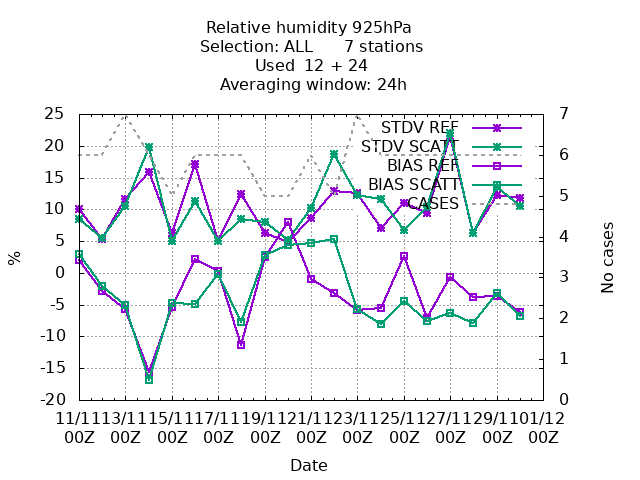 Relative humidity 925hPa
Selection: ALL 7 stations
Used 12 + 24
Averaging window: 24h
25 7
STDV REF
20 STDV SCATT 6
BIAS REF
15 BIAS SCATT 5
10 CASES
5 4
0 3
-5 2
-10
-15 1
-20 0
%
No cases
11/11 13/11 15/11 17/11 19/11 21/11 23/11 25/11 27/11 29/11 01/12
00Z 00Z 00Z 00Z 00Z 00Z 00Z 00Z 00Z 00Z 00Z
Date